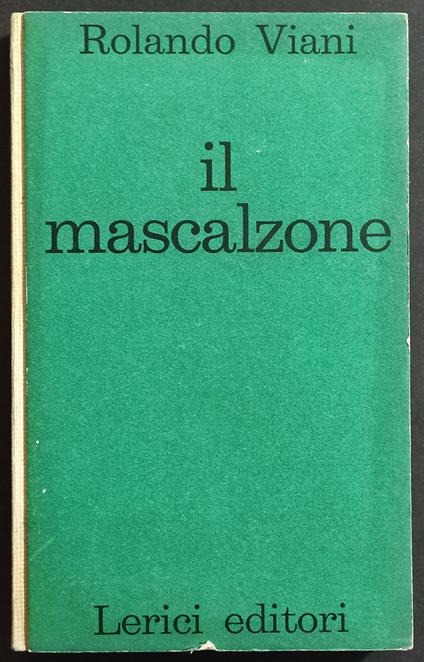 Rolando Viani
il
mascalzone
Lerici editori